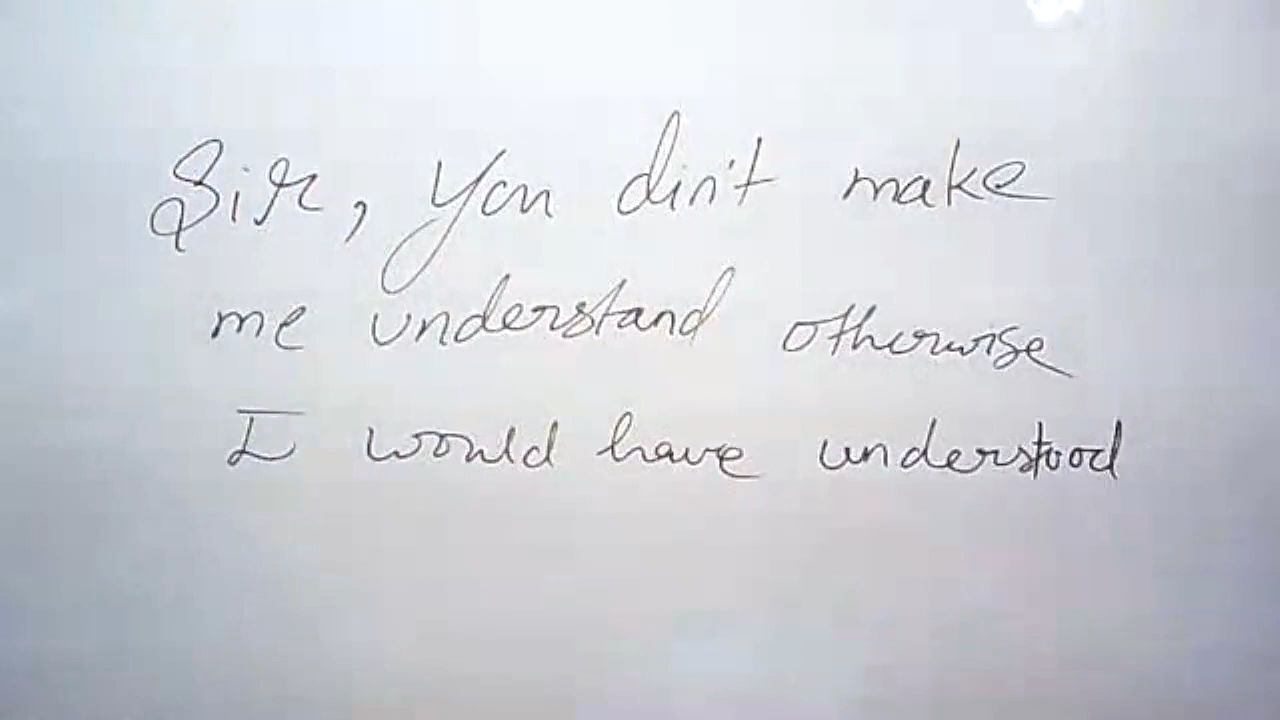 Sir, You din't make
me understand otherwise
I would have understood